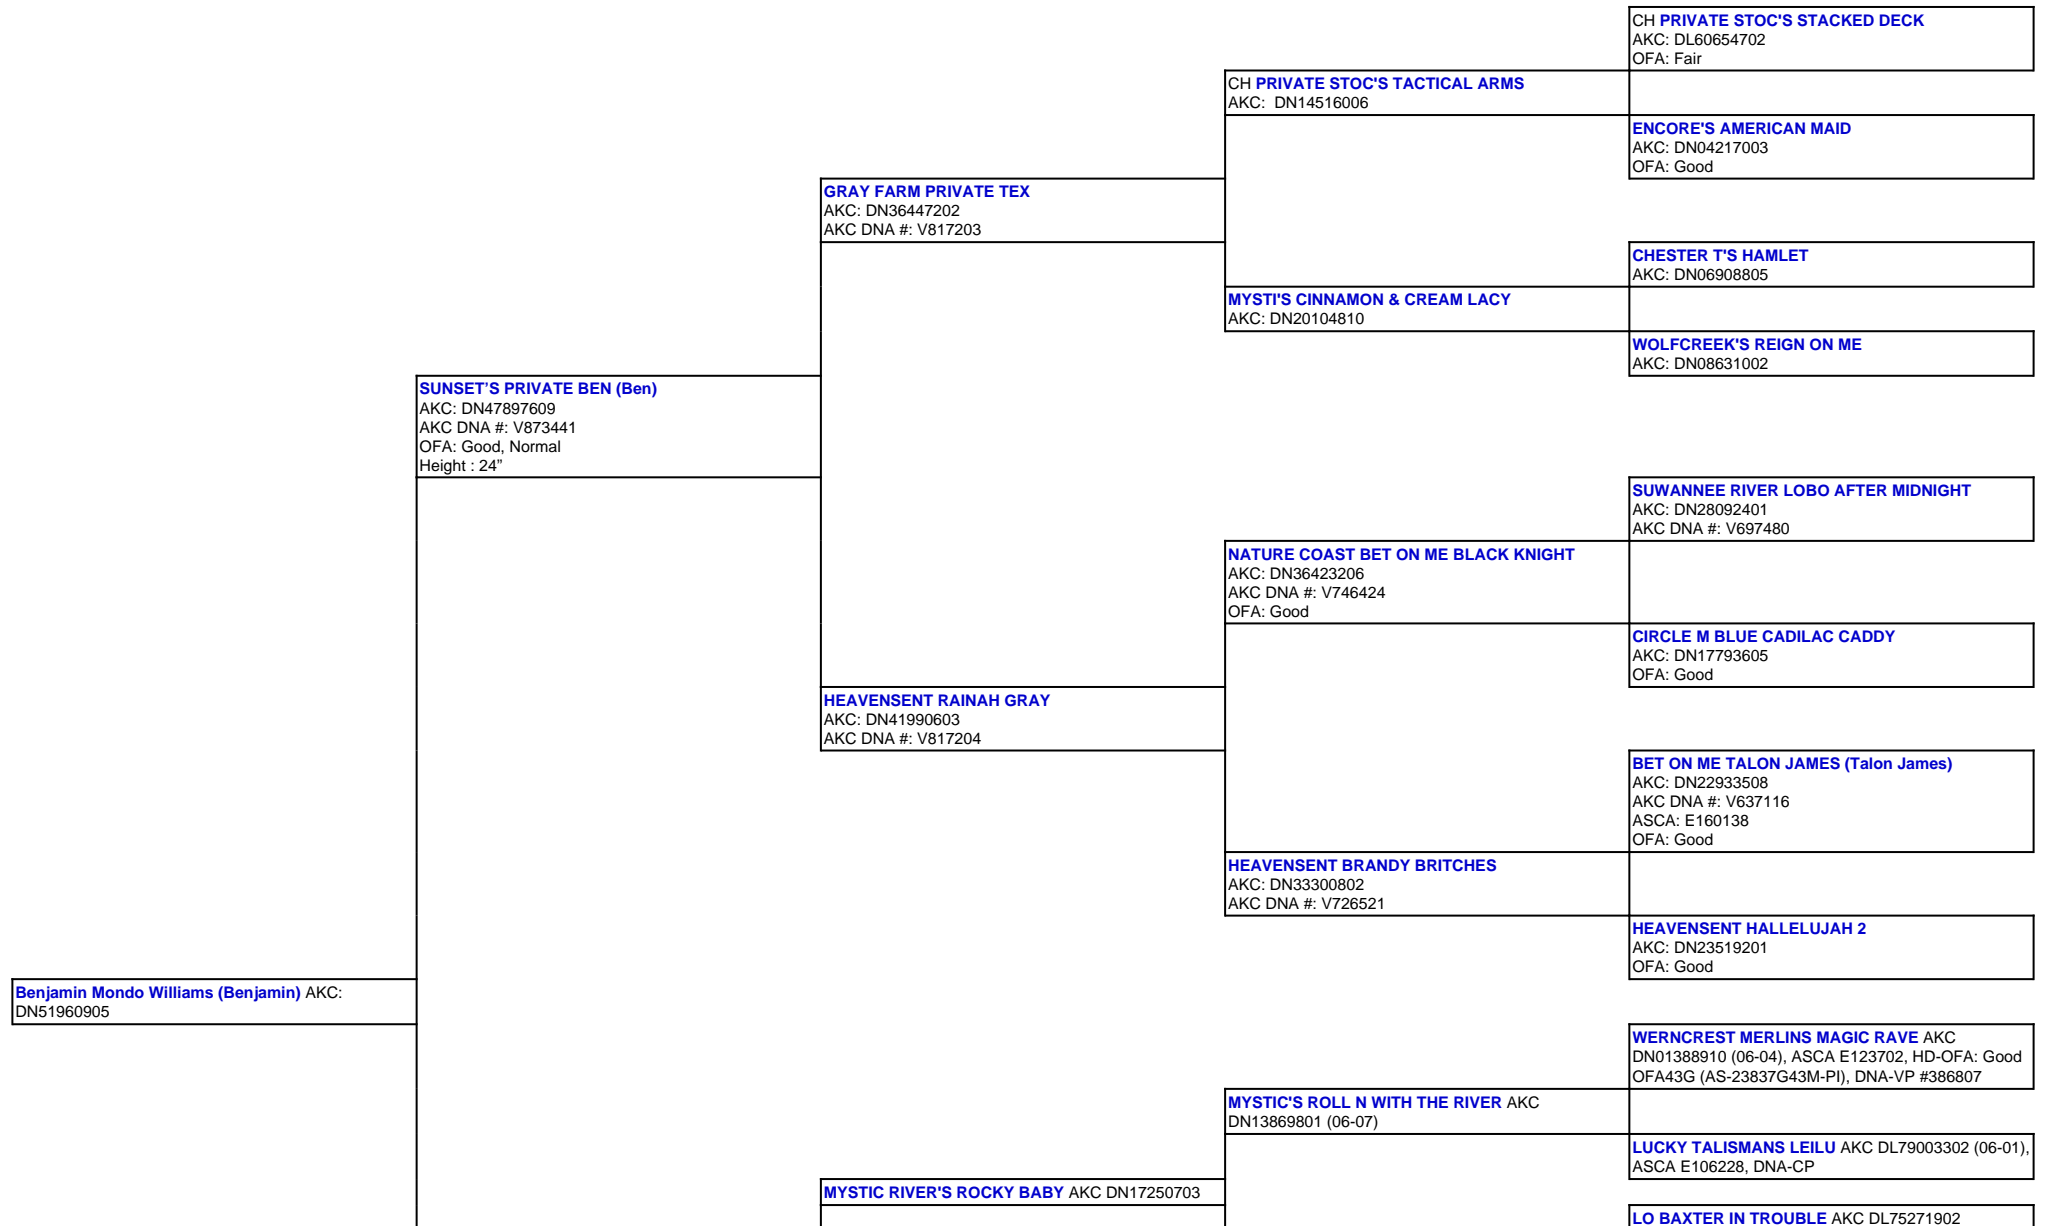 CH PRIVATE STOC'S STACKED DECK
AKC: DL60654702
OFA: Fair
CH PRIVATE STOC'S TACTICAL ARMS
AKC:  DN14516006
ENCORE'S AMERICAN MAID
AKC: DN04217003
OFA: Good
GRAY FARM PRIVATE TEX
AKC: DN36447202
AKC DNA #: V817203
CHESTER T'S HAMLET
AKC: DN06908805
MYSTI'S CINNAMON & CREAM LACY
AKC: DN20104810
WOLFCREEK'S REIGN ON ME
AKC: DN08631002
SUNSET’S PRIVATE BEN (Ben)
AKC: DN47897609
AKC DNA #: V873441
OFA: Good, Normal
Height : 24”
SUWANNEE RIVER LOBO AFTER MIDNIGHT
AKC: DN28092401
AKC DNA #: V697480
NATURE COAST BET ON ME BLACK KNIGHT
AKC: DN36423206
AKC DNA #: V746424
OFA: Good
CIRCLE M BLUE CADILAC CADDY
AKC: DN17793605
OFA: Good
HEAVENSENT RAINAH GRAY
AKC: DN41990603
AKC DNA #: V817204
BET ON ME TALON JAMES (Talon James)
AKC: DN22933508
AKC DNA #: V637116
ASCA: E160138
OFA: Good
HEAVENSENT BRANDY BRITCHES
AKC: DN33300802
AKC DNA #: V726521
HEAVENSENT HALLELUJAH 2
AKC: DN23519201
OFA: Good
Benjamin Mondo Williams (Benjamin) AKC:
DN51960905
WERNCREST MERLINS MAGIC RAVE AKC
DN01388910 (06-04), ASCA E123702, HD-OFA: Good
OFA43G (AS-23837G43M-PI), DNA-VP #386807
MYSTIC'S ROLL N WITH THE RIVER AKC
DN13869801 (06-07)
LUCKY TALISMANS LEILU AKC DL79003302 (06-01),
ASCA E106228, DNA-CP
MYSTIC RIVER'S ROCKY BABY AKC DN17250703
LO BAXTER IN TROUBLE AKC DL75271902